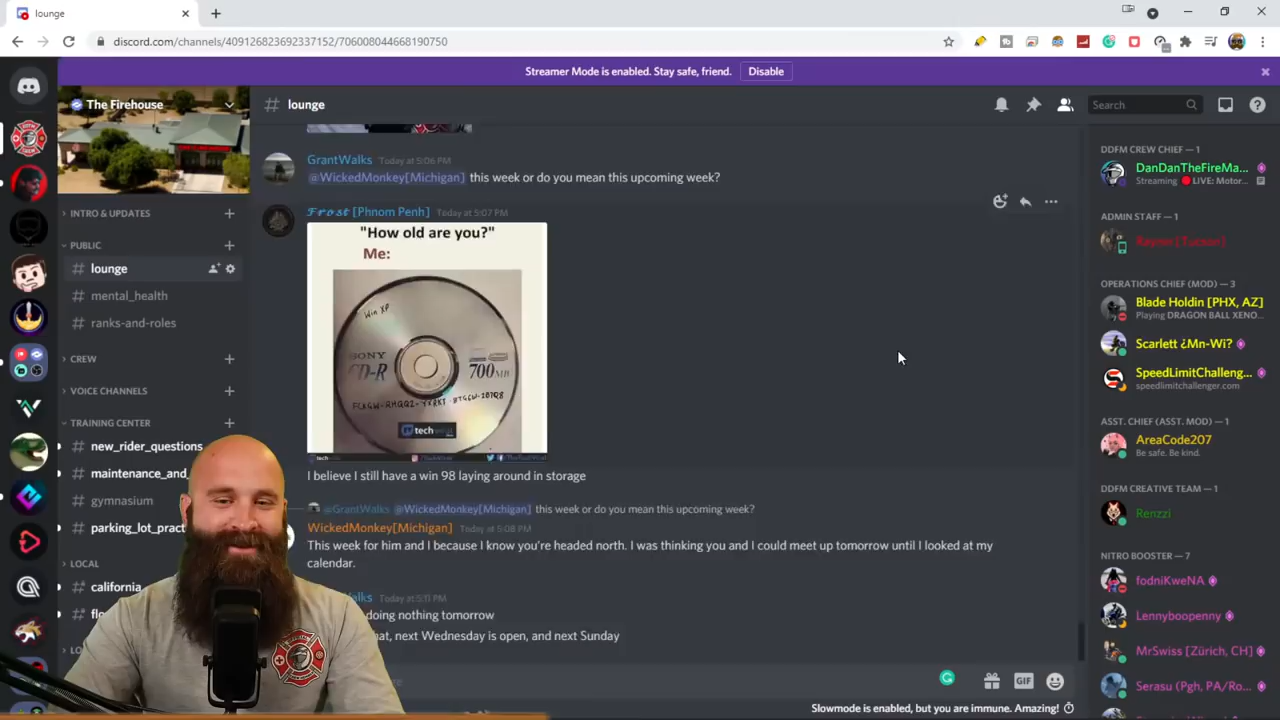 lounge
discord.com/channels/409126823692337152/706008044668190750
Streamer Mode is enabled. Stay safe, friend.
Disable
The Firehouse
INTRO & UPDATES
PUBLIC
lounge
mental_health
ranks-and-roles
CREW
VOICE CHANNELS
TRAINING CENTER
new_rider_questions
maintenance_and
gymnasium
parking_lot_pract
LOCAL
california
lounge
Search
GrantWalks Today at 5:06 PM
@WickedMonkey[Michigan] this week or do you mean this upcoming week?
Frost [Phnom Penh] Today at 5:07 PM
"How old are you?"
Me:
Win XP
SONY
CD-R
700MB
tech
I believe I still have a win 98 laying around in storage
@GrantWalks @WickedMonkey[Michigan] this week or do you mean this upcoming week?
WickedMonkey[Michigan] Today at 5:08 PM
This week for him and I because I know you're headed north. I was thinking you and I could meet up tomorrow until I looked at my
calendar.
lks Today at 5:11 PM
doing nothing tomorrow
hat, next Wednesday is open, and next Sunday
GIF
Slowmode is enabled, but you are immune. Amazing!
DDFM CREW CHIEF — 1
DanDanTheFireMa...
Streaming LIVE: Motor...
ADMIN STAFF — 1
[Tucson]
OPERATIONS CHIEF (MOD) — 3
Blade Holdin [PHX, AZ]
Playing DRAGON BALL XENO...
Scarlett ¿Mn-Wi?
SpeedLimitChalleng...
speedlimitchallenger.com
ASST. CHIEF (ASST. MOD) — 1
AreaCode207
Be safe. Be kind.
DDFM CREATIVE TEAM — 1
Renzzi
NITRO BOOSTER — 7
fodniKweNA
Lennyboopenny
MrSwiss [Zürich, CH]
Serasu (Pgh, PA/Ro...